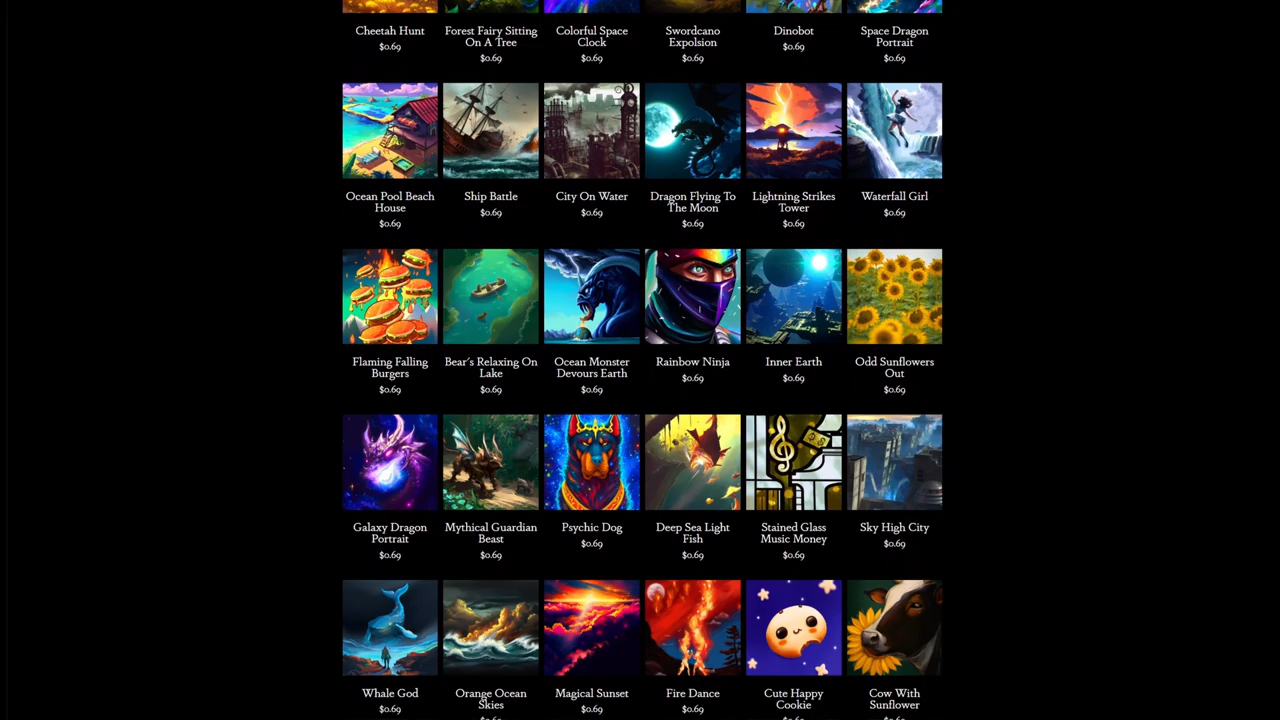 Cheetah Hunt
$0.69
Forest Fairy Sitting
On A Tree
$0.69
Colorful Space
Clock
$0.69
Swordcano
Expolsion
$0.69
Dinobot
$0.69
Space Dragon
Portrait
$0.69
Ocean Pool Beach
House
$0.69
Ship Battle
$0.69
City On Water
$0.69
Dragon Flying To
The Moon
$0.69
Lightning Strikes
Tower
$0.69
Waterfall Girl
$0.69
Flaming Falling
Burgers
$0.69
Bear's Relaxing On
Lake
$0.69
Ocean Monster
Devours Earth
$0.69
Rainbow Ninja
$0.69
Inner Earth
$0.69
Odd Sunflowers
Out
$0.69
Galaxy Dragon
Portrait
$0.69
Mythical Guardian
Beast
$0.69
Psychic Dog
$0.69
Deep Sea Light
Fish
$0.69
Stained Glass
Music Money
$0.69
Sky High City
$0.69
Whale God
$0.69
Orange Ocean
Skies
Magical Sunset
$0.69
Fire Dance
$0.69
Cute Happy
Cookie
Cow With
Sunflower